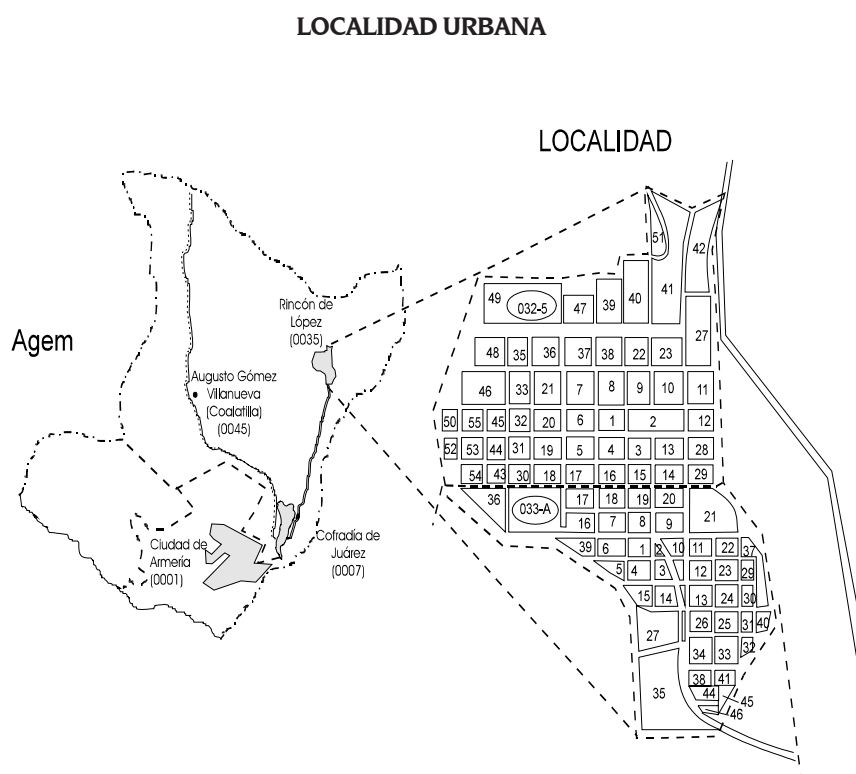 LOCALIDAD URBANA
LOCALIDAD
Agem
Rincón de
López
(0035)
Augusto Gómez
Villanueva
(Coalatilla)
(0045)
Ciudad de
Armería
(0001)
Cofradía de
Juárez
(0007)
51 42
49 032-5 47 39 40 41
27
48 35 36 37 38 22 23
46 33 21 7 8 9 10 11
50 55 45 32 20 6 1 2 12
52 53 44 31 19 5 4 3 13 28
54 43 30 18 17 16 15 14 29
36 033-A 17 18 19 20 21
16 7 8 9
39 6 1 2 10 11 22 37
5 4 3 12 23 29
15 14 13 24 30
27 26 25 31 40
34 33 32
35 38 41
44 45
46